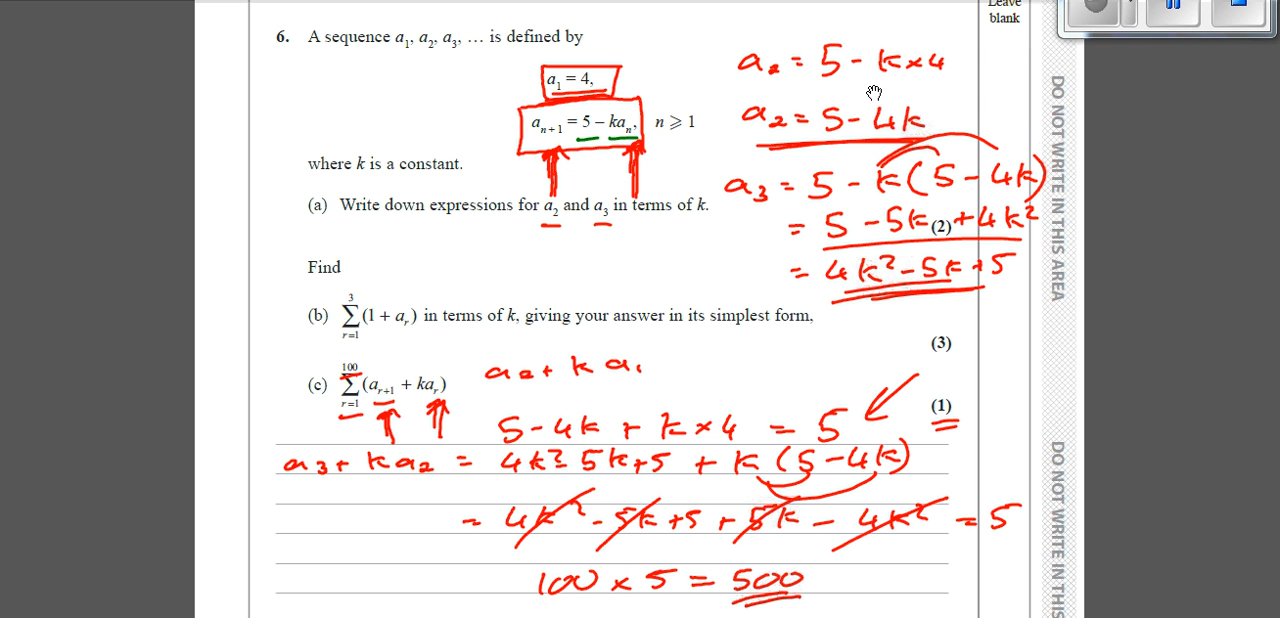 Leave
blank
6. A sequence a₁, a₂, a₃, … is defined by
a₁ = 4,
aₙ₊₁ = 5 – kaₙ, n ⩾ 1
where k is a constant.
(a) Write down expressions for a₂ and a₃ in terms of k.
(2)
a₂ = 5 - k×4
a₂ = 5 - 4k
a₃ = 5 - k(5 - 4k)
= 5 - 5k + 4k²
= 4k² - 5k + 5
Find
(b) ∑ r=1 3 (1 + aᵣ) in terms of k, giving your answer in its simplest form,
(3)
(c) ∑ r=1 100 (aᵣ₊₁ + kaᵣ)
(1)
a₂ + k a₁
5 - 4k + k × 4 = 5
a₃ + ka₂ = 4k² 5k+5 + k (5 - 4k)
= 4k² - 5k + 5 + 5k - 4k² = 5
100 × 5 = 500
DO NOT WRITE IN THIS AREA
DO NOT WRITE IN THIS